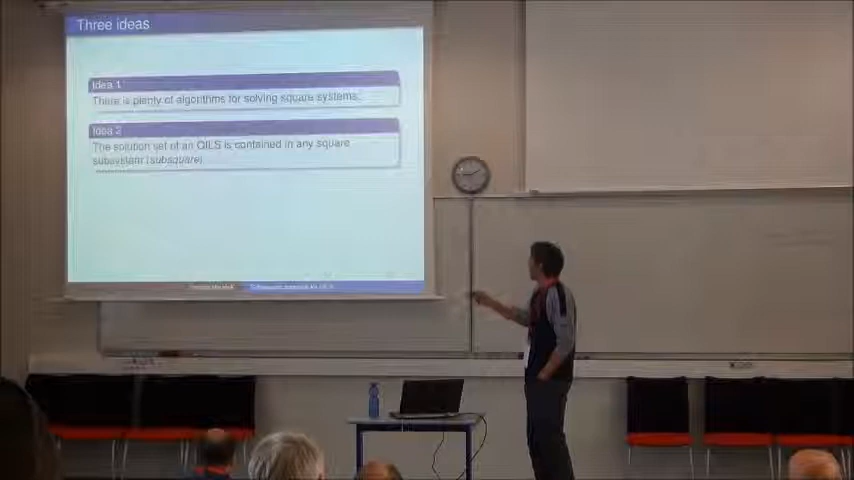 Three ideas
Idea 1
There is plenty of algorithms for solving square systems.
Idea 2
The solution set of an OILS is contained in any square
subsystem (subsquare)